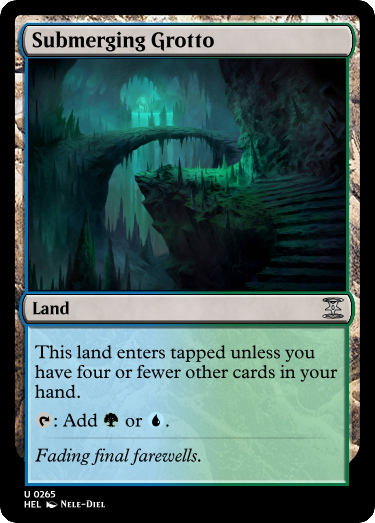 Submerging Grotto
Land
This land enters tapped unless you
have four or fewer other cards in your
hand.
: Add or .
Fading final farewells.
U 0265
HEL Nele-Diel